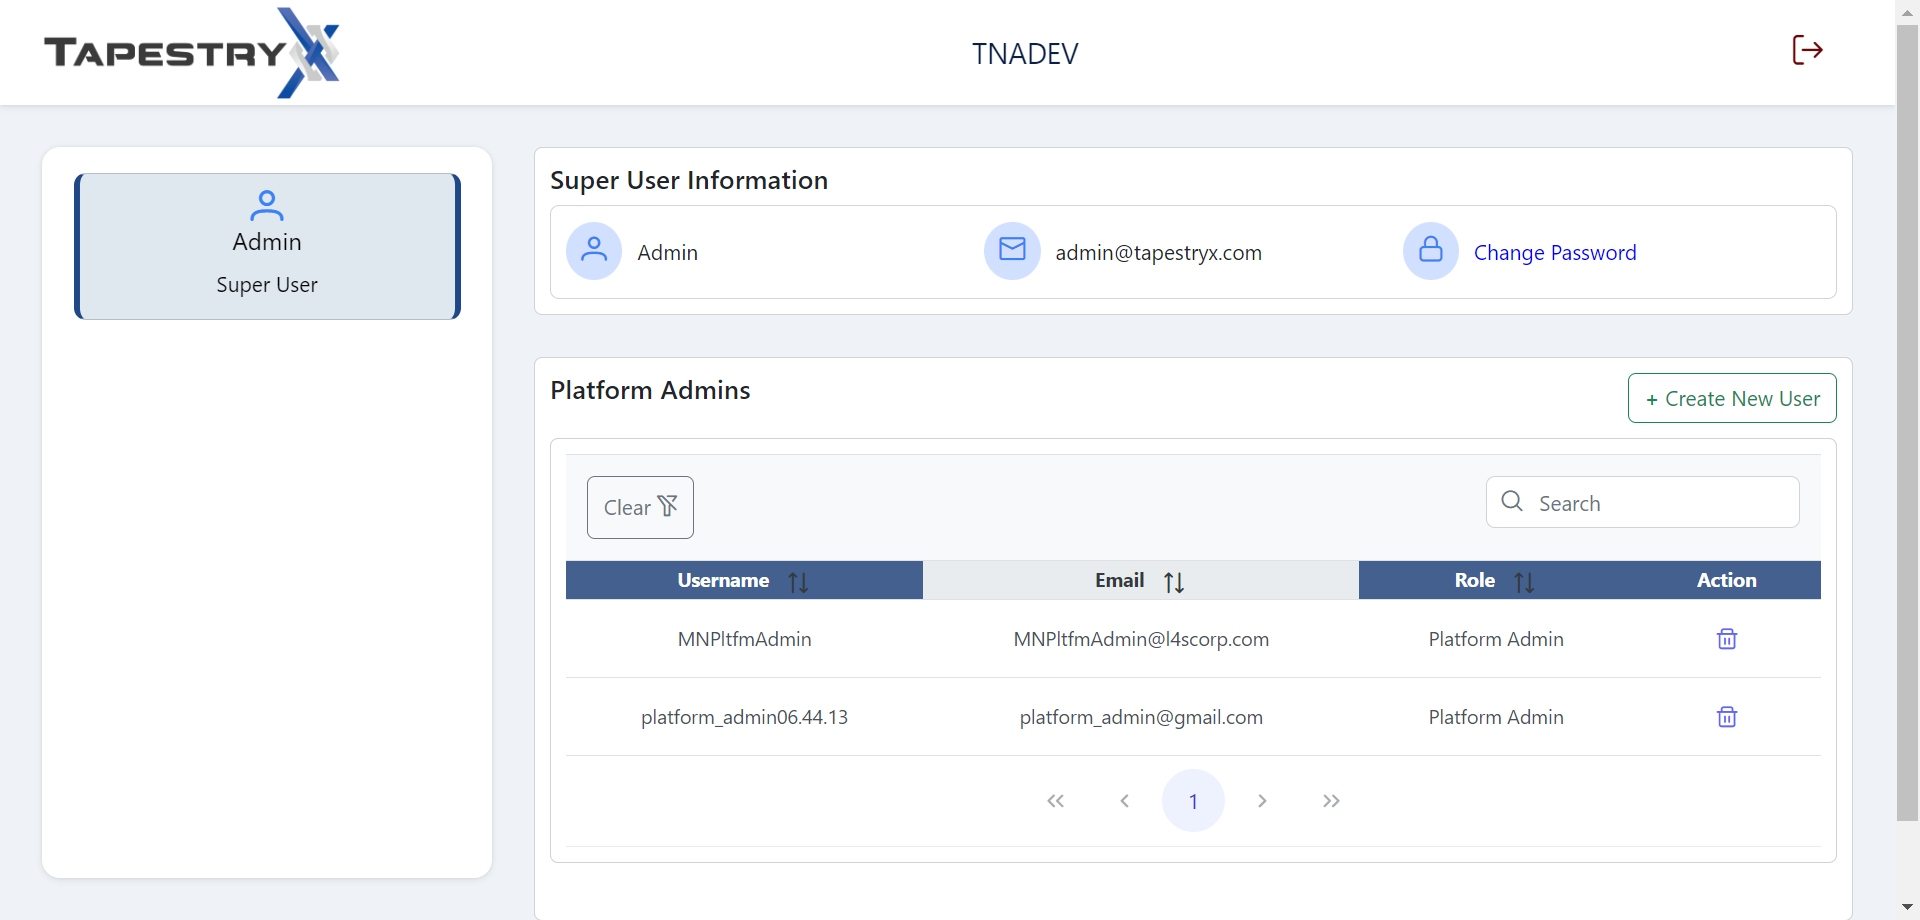 TAPESTRYX
TNADEV
Admin
Super User
Super User Information
Admin
admin@tapestryx.com
Change Password
Platform Admins
+ Create New User
Clear
Search
Username Email Role Action
MNPltfmAdmin MNPltfmAdmin@l4scorp.com Platform Admin
platform_admin06.44.13 platform_admin@gmail.com Platform Admin
1